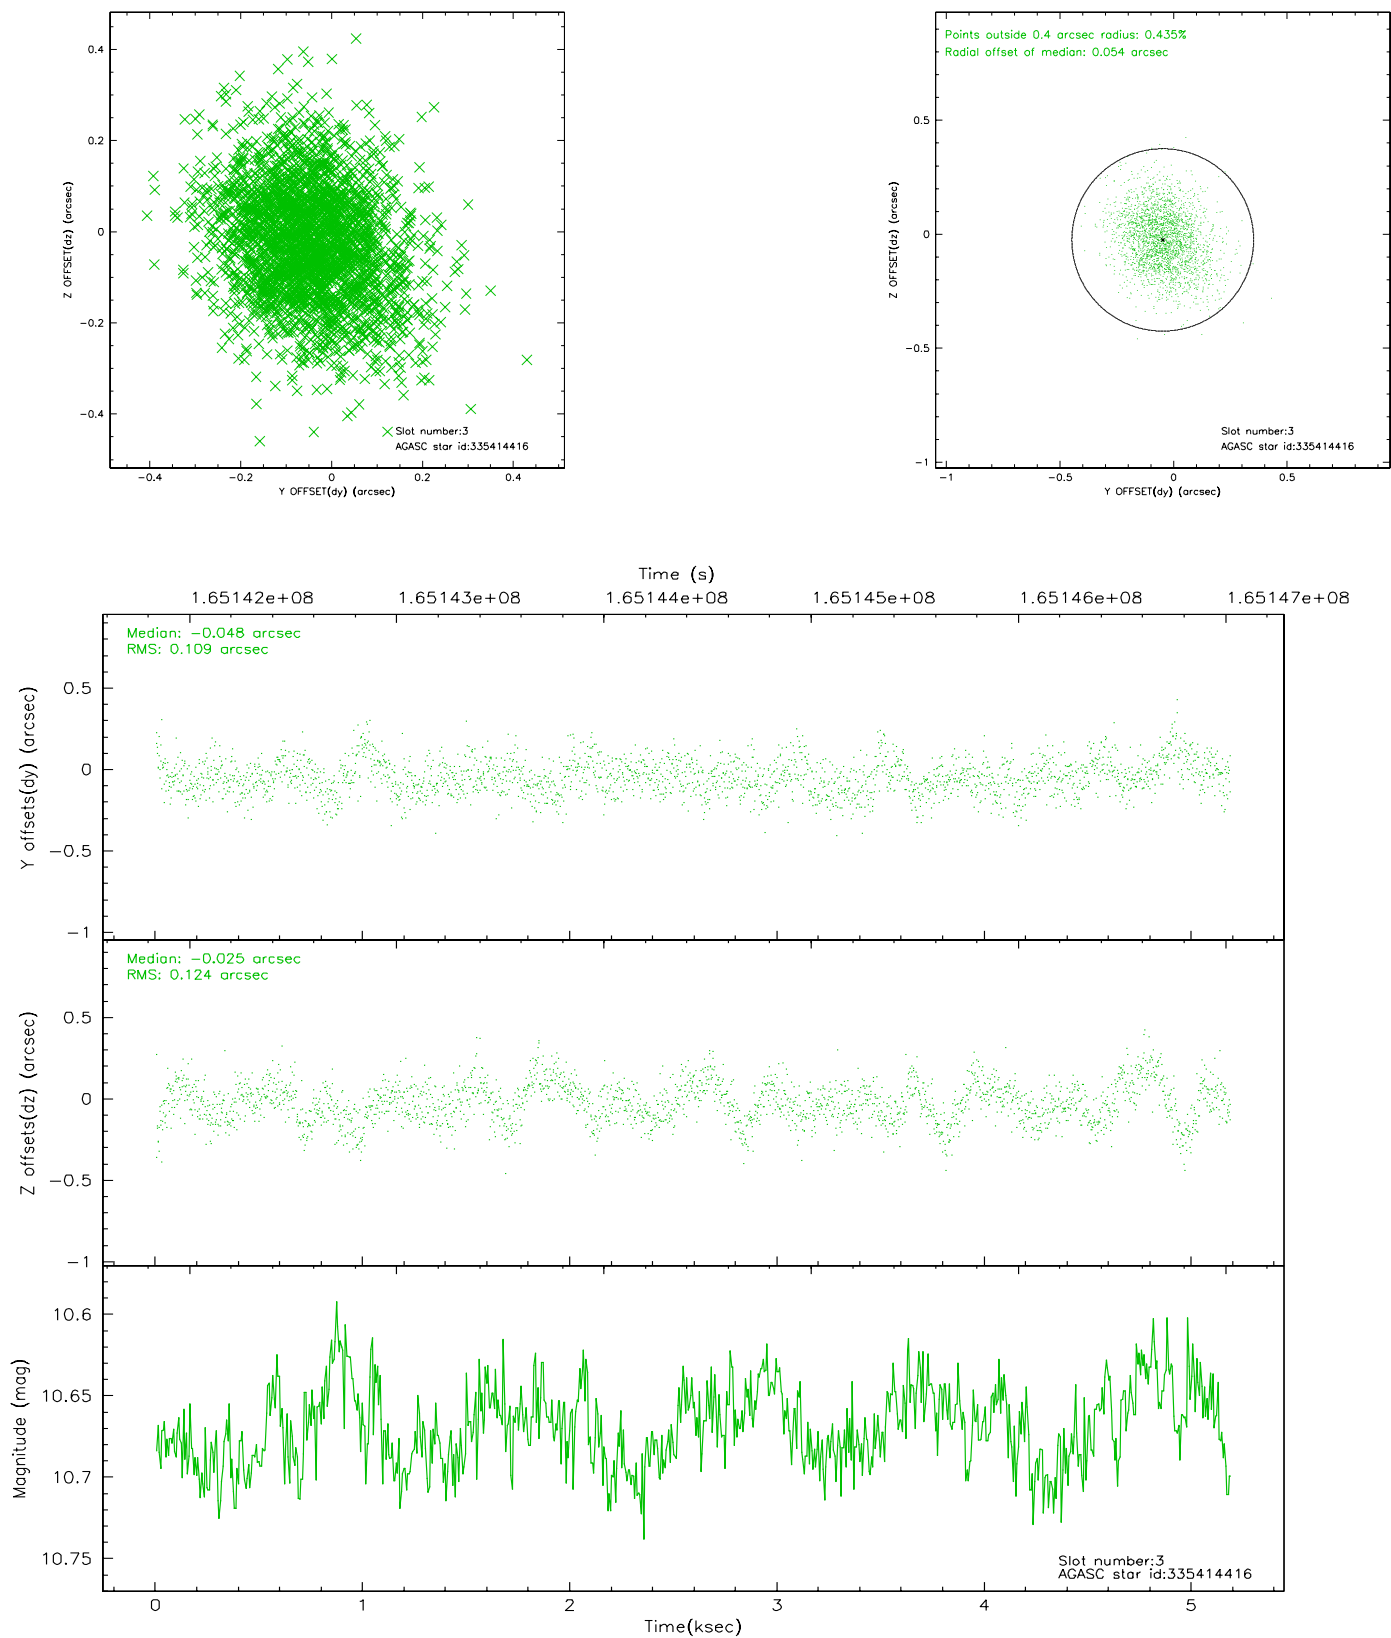 0.4
0.2
0
−0.2
−0.4
Z OFFSET(dz) (arcsec)
−0.4
−0.2
0
0.2
0.4
Y OFFSET(dy) (arcsec)
Slot number:3
AGASC star id:335414416
Points outside 0.4 arcsec radius: 0.435%
Radial offset of median: 0.054 arcsec
0.5
0
−0.5
−1
Z OFFSET(dz) (arcsec)
−1
−0.5
0
0.5
Y OFFSET(dy) (arcsec)
Slot number:3
AGASC star id:335414416
Time (s)
1.65142e+08
1.65143e+08
1.65144e+08
1.65145e+08
1.65146e+08
1.65147e+08
Median: −0.048 arcsec
RMS: 0.109 arcsec
0.5
0
−0.5
−1
Y offsets(dy) (arcsec)
Median: −0.025 arcsec
RMS: 0.124 arcsec
0.5
0
−0.5
−1
Z offsets(dz) (arcsec)
10.6
10.65
10.7
10.75
Magnitude (mag)
Slot number:3
AGASC star id:335414416
0
1
2
3
4
5
Time(ksec)